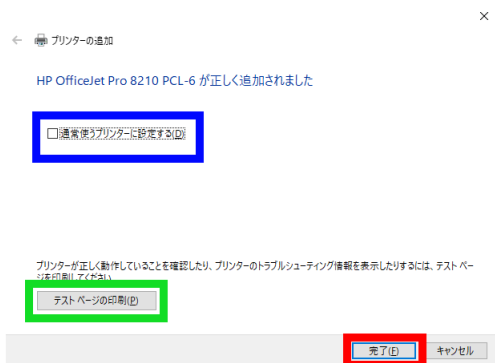 プリンターの追加
HP OfficeJet Pro 8210 PCL-6 が正しく追加されました
通常使うプリンターに設定する(D)
プリンターが正しく動作していることを確認したり、プリンターのトラブルシューティング情報を表示したりするには、テスト ペー
ジを印刷してください
テスト ページの印刷(P)
完了(F) キャンセル